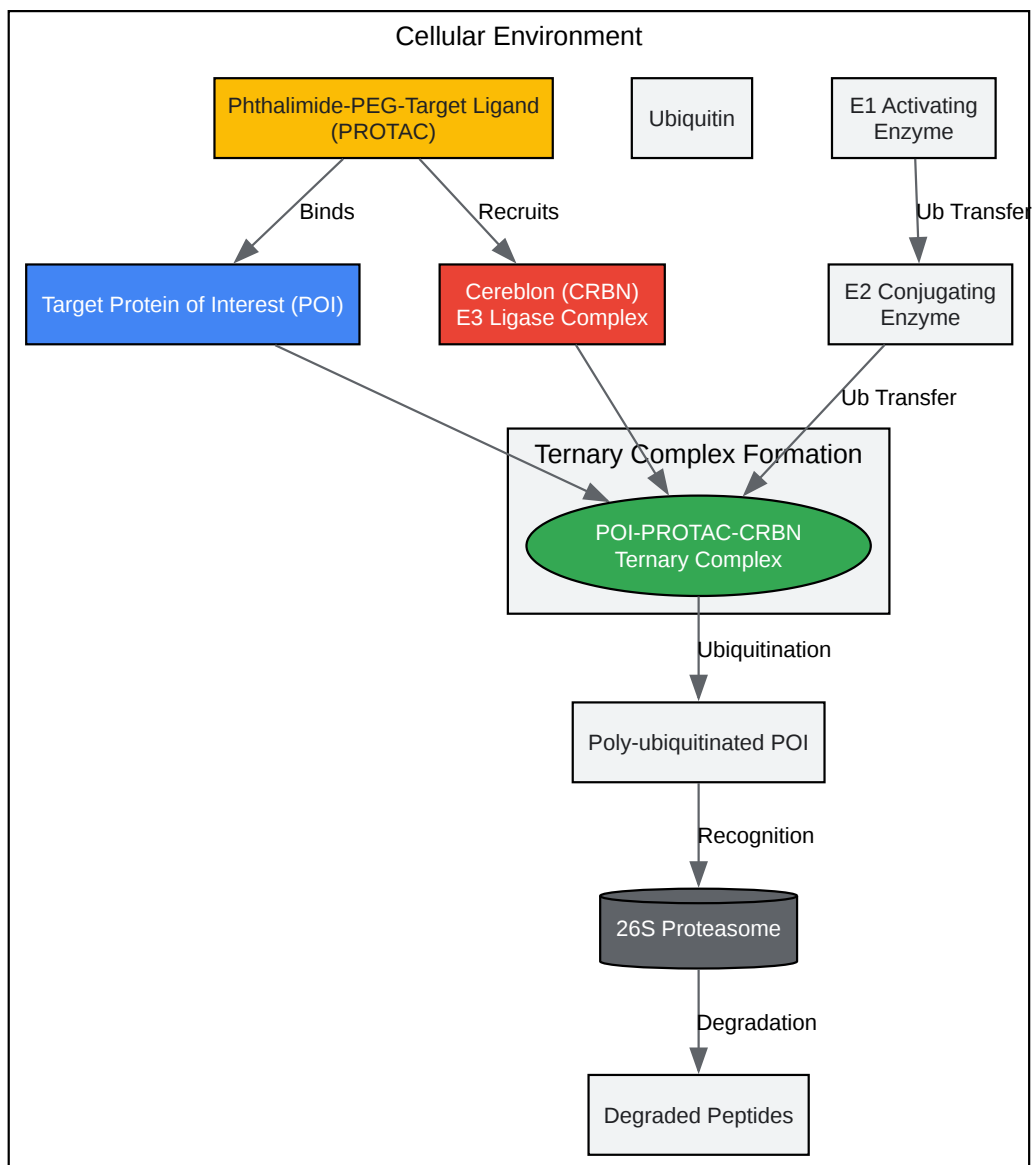 Cellular Environment
Phthalimide-PEG-Target Ligand
(PROTAC)
Ubiquitin
E1 Activating
Enzyme
Binds
Recruits
Ub Transfer
Target Protein of Interest (POI)
Cereblon (CRBN)
E3 Ligase Complex
E2 Conjugating
Enzyme
Ub Transfer
Ternary Complex Formation
POI-PROTAC-CRBN
Ternary Complex
Ubiquitination
Poly-ubiquitinated POI
Recognition
26S Proteasome
Degradation
Degraded Peptides